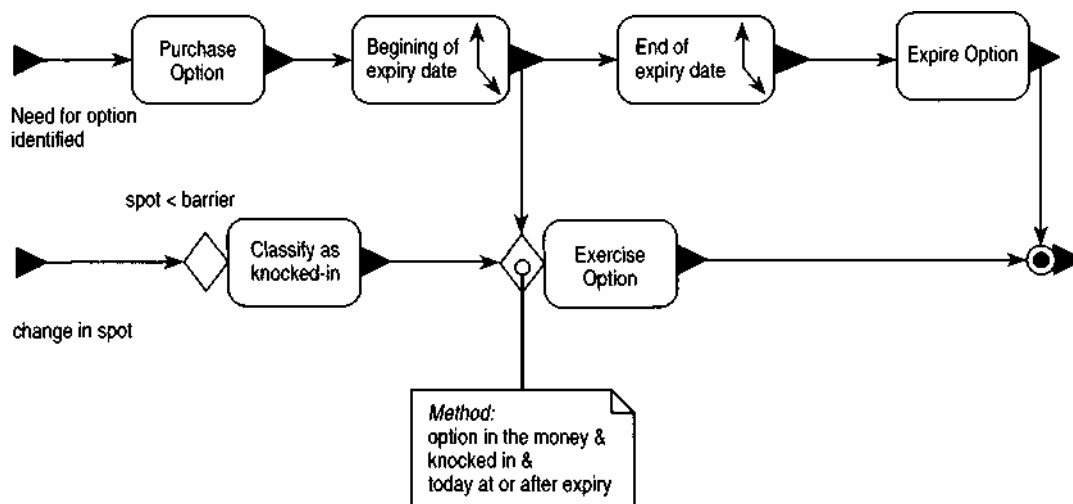 Purchase
Option
Begining of
expiry date
End of
expiry date
Expire Option
Need for option
identified
spot < barrier
Classify as
knocked-in
Exercise
Option
change in spot
Method:
option in the money &
knocked in &
today at or after expiry